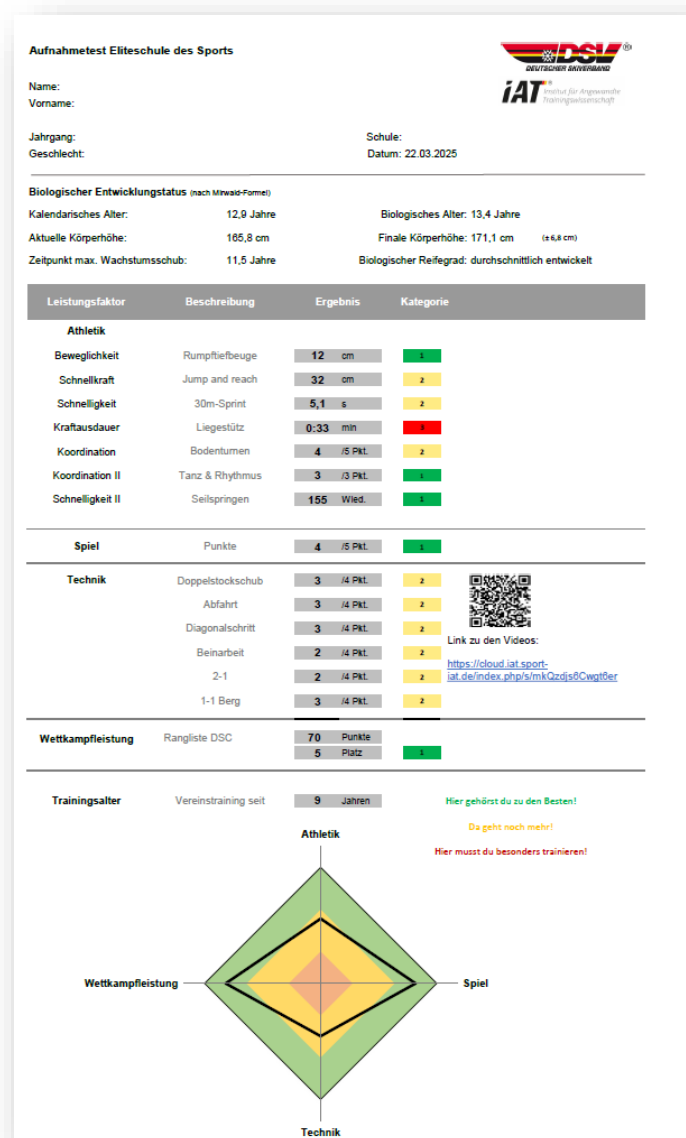 Aufnahmetest Eliteschule des Sports
DSV®
DEUTSCHER SKIVERBAND
iAT Institut für Angewandte
Trainingswissenschaft
Name:
Vorname:
Jahrgang: Schule:
Geschlecht: Datum: 22.03.2025
Biologischer Entwicklungstatus (nach Mirwald-Formel)
Kalendarisches Alter: 12,9 Jahre Biologisches Alter: 13,4 Jahre
Aktuelle Körperhöhe: 165,8 cm Finale Körperhöhe: 171,1 cm (±6,8 cm)
Zeitpunkt max. Wachstumsschub: 11,5 Jahre Biologischer Reifegrad: durchschnittlich entwickelt
Leistungsfaktor Beschreibung Ergebnis Kategorie
Athletik
Beweglichkeit Rumpftiefbeuge 12 cm 1
Schnellkraft Jump and reach 32 cm 2
Schnelligkeit 30m-Sprint 5,1 s 2
Kraftausdauer Liegestütz 0:33 min 3
Koordination Bodenturnen 4 /5 Pkt. 2
Koordination II Tanz & Rhythmus 3 /3 Pkt. 1
Schnelligkeit II Seilspringen 155 Wied. 1
Spiel Punkte 4 /5 Pkt. 1
Technik Doppelstockschub 3 /4 Pkt. 2
Abfahrt 3 /4 Pkt. 2
Diagonalschritt 3 /4 Pkt. 2
Beinarbeit 2 /4 Pkt. 2
2-1 2 /4 Pkt. 2
1-1 Berg 3 /4 Pkt. 2
Link zu den Videos:
https://cloud.iat.sport-
iat.de/index.php/s/mkQzdjs6Cwgt6er
Wettkampfleistung Rangliste DSC 70 Punkte
5 Platz 1
Trainingsalter Vereinstraining seit 9 Jahren
Hier gehörst du zu den Besten!
Da geht noch mehr!
Hier musst du besonders trainieren!
Athletik
Wettkampfleistung Spiel
Technik